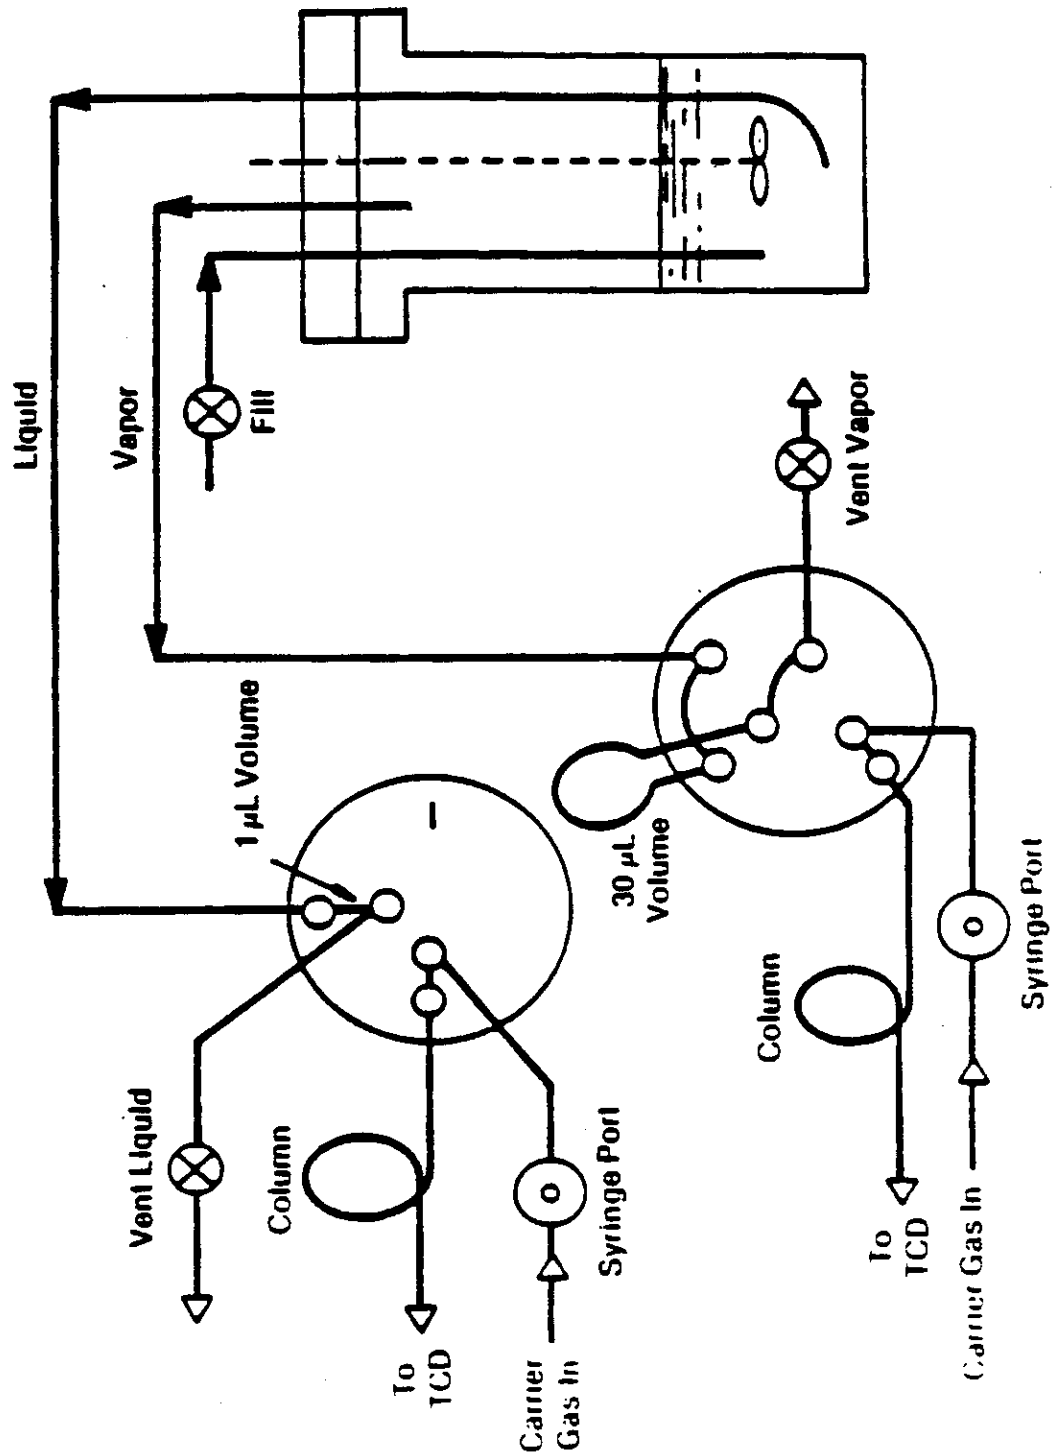 Liquid
Vapor
Fill
1 μL Volume
Vent Liquid
Column
To
TCD
Carrier
Gas In
Syringe Port
30 μL
Volume
Vent Vapor
Column
To
TCD
Carrier Gas In
Syringe Port